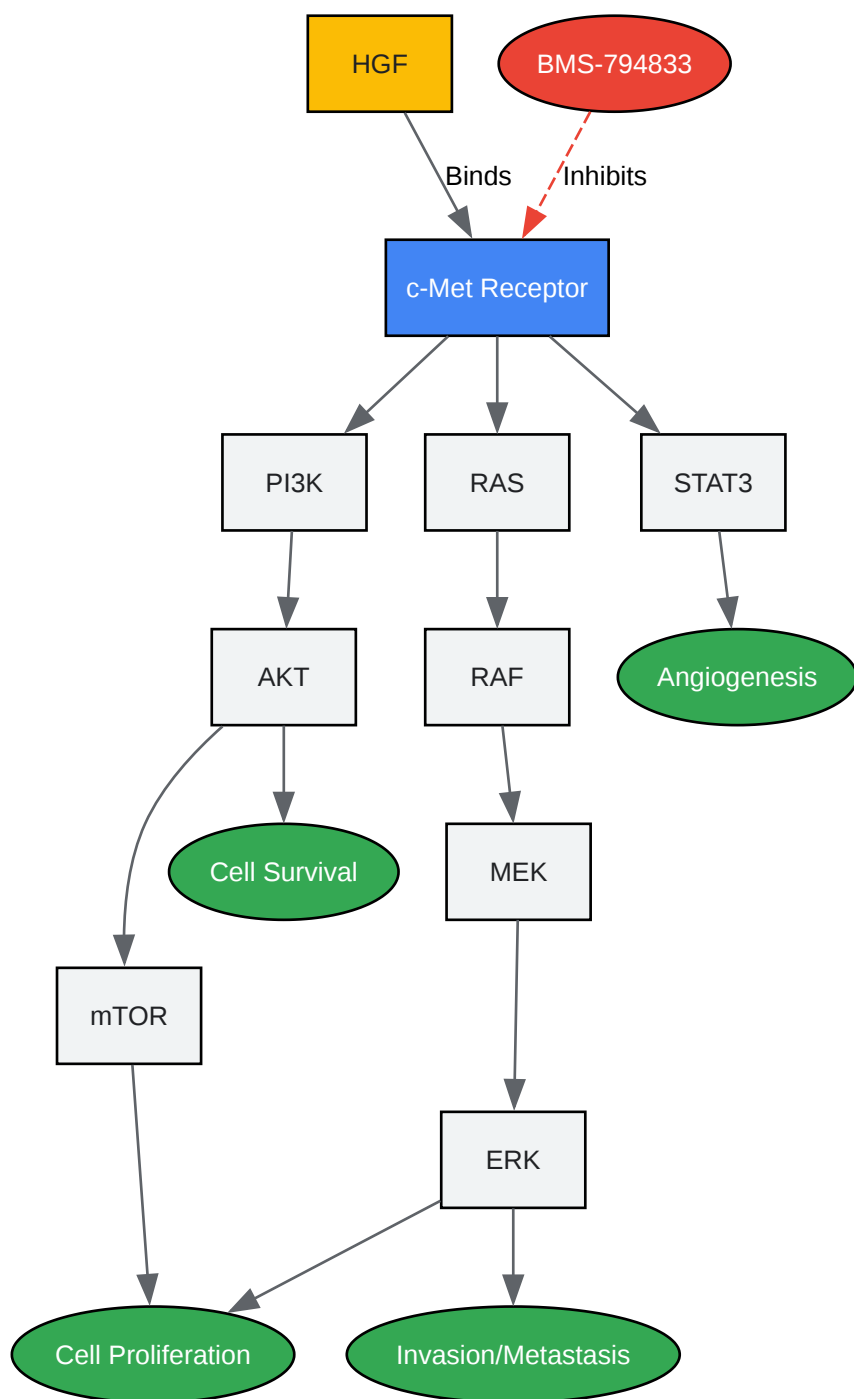 HGF
BMS-794833
Binds
Inhibits
c-Met Receptor
PI3K
RAS
STAT3
AKT
RAF
Angiogenesis
Cell Survival
MEK
mTOR
ERK
Cell Proliferation
Invasion/Metastasis